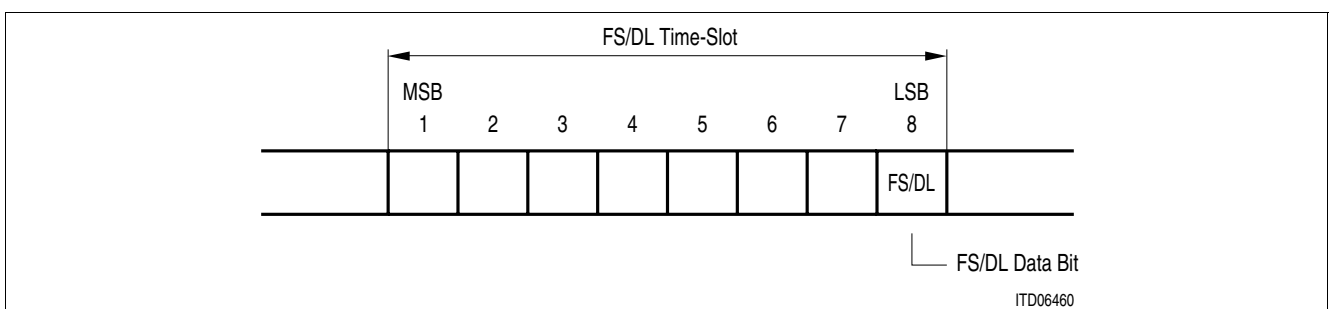 FS/DL Time-Slot
MSB LSB
1 2 3 4 5 6 7 8
FS/DL
FS/DL Data Bit
ITD06460